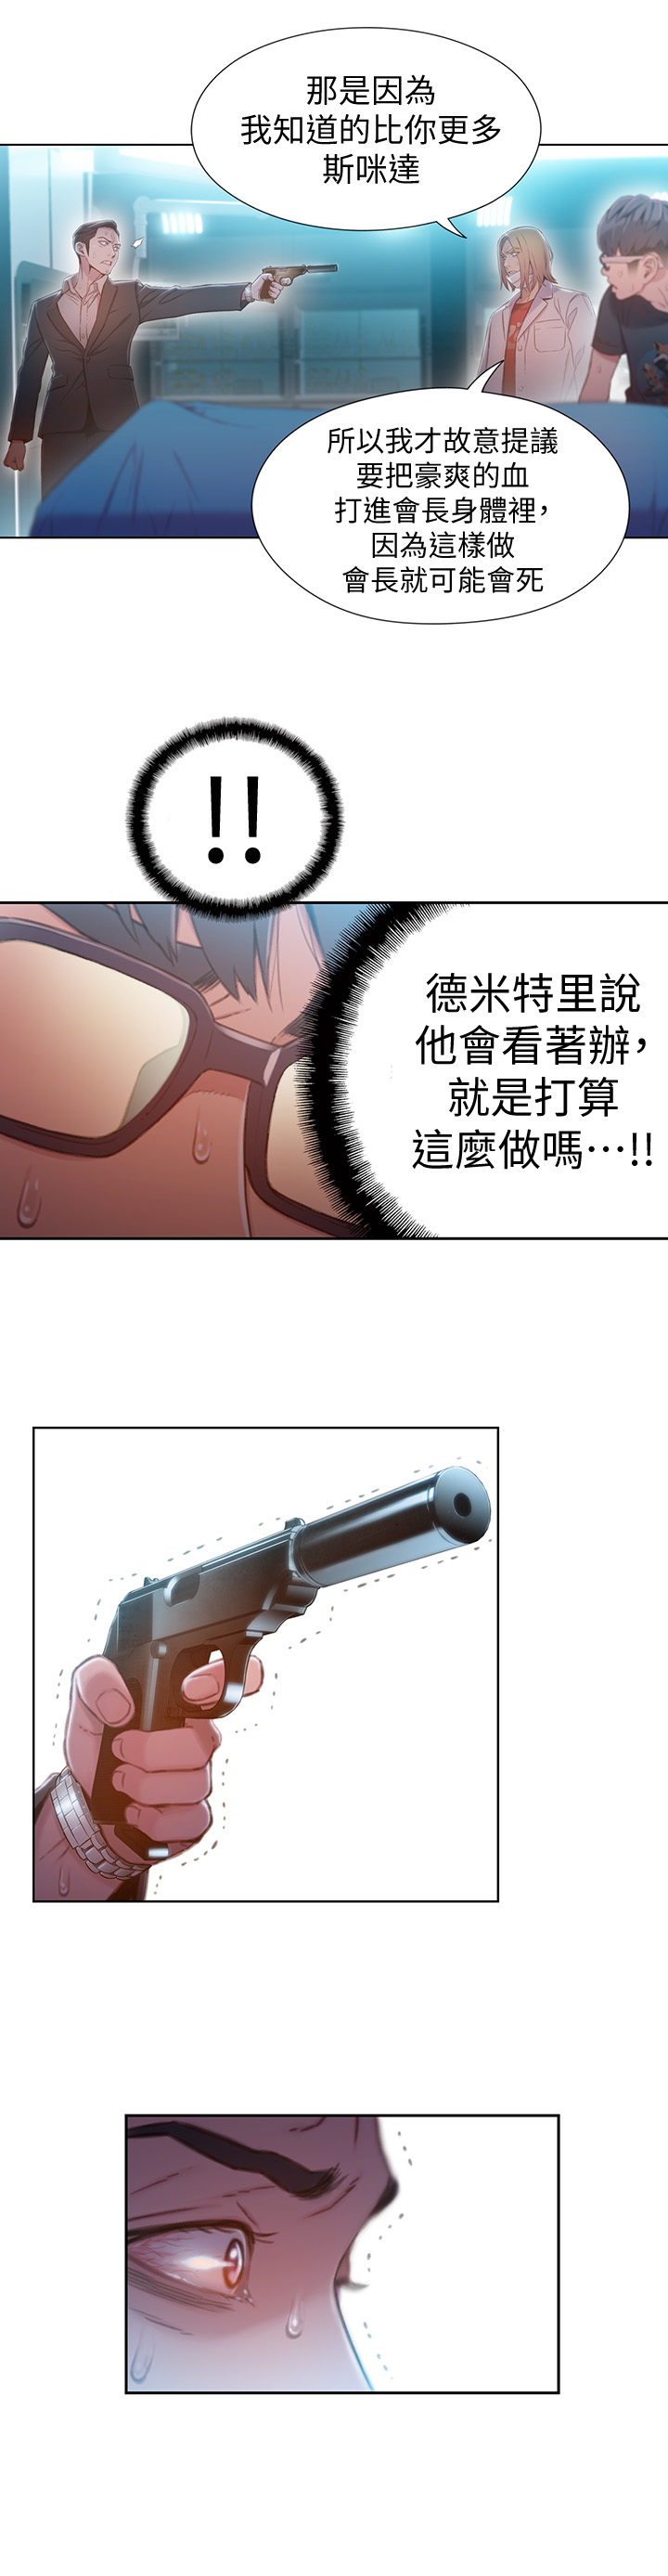 那是因為
我知道的比你更多
斯咪達
所以我才故意提議
要把豪爽的血
打進會長身體裡，
因為這樣做
會長就可能會死
!!
德米特里說
他會看著辦，
就是打算
這麼做嗎…!!